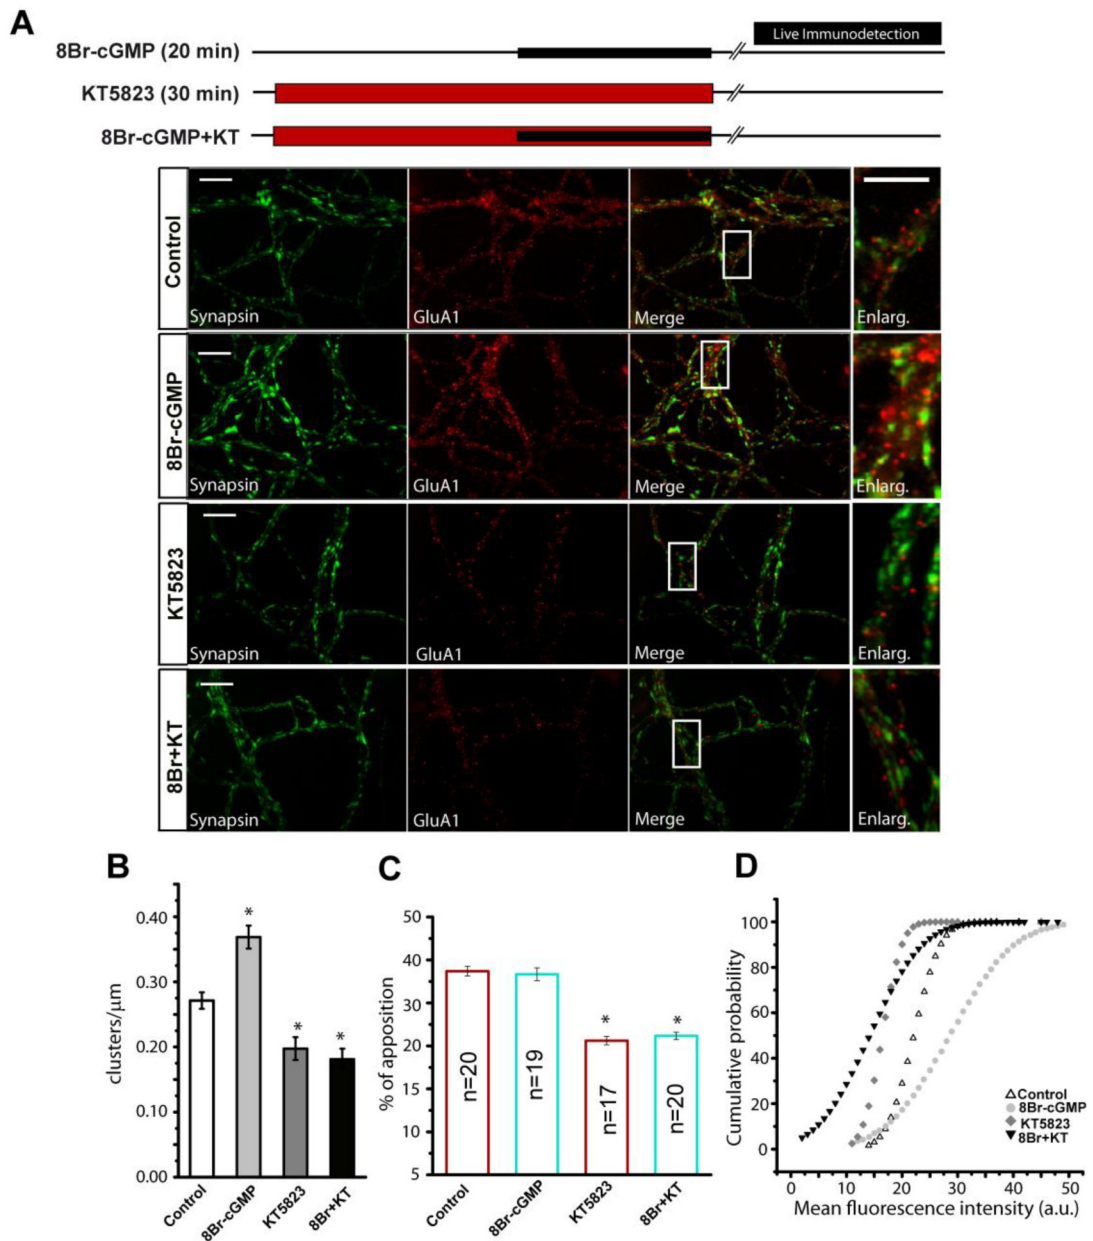 A
8Br-cGMP (20 min)
Live Immunodetection
KT5823 (30 min)
8Br-cGMP+KT
Control
Synapsin
GluA1
Merge
Enlarg.
8Br-cGMP
Synapsin
GluA1
Merge
Enlarg.
KT5823
Synapsin
GluA1
Merge
Enlarg.
8Br+KT
Synapsin
GluA1
Merge
Enlarg.
B
clusters/µm
0.40
0.30
0.20
0.10
0.00
*
*
*
Control
8Br-cGMP
KT5823
8Br+KT
C
% of apposition
50
40
30
20
15
10
5
*
*
n=20
n=19
n=17
n=20
Control
8Br-cGMP
KT5823
8Br+KT
D
Cumulative probability
100
80
60
40
20
0
Control
8Br-cGMP
KT5823
8Br+KT
0 10 20 30 40 50
Mean fluorescence intensity (a.u.)